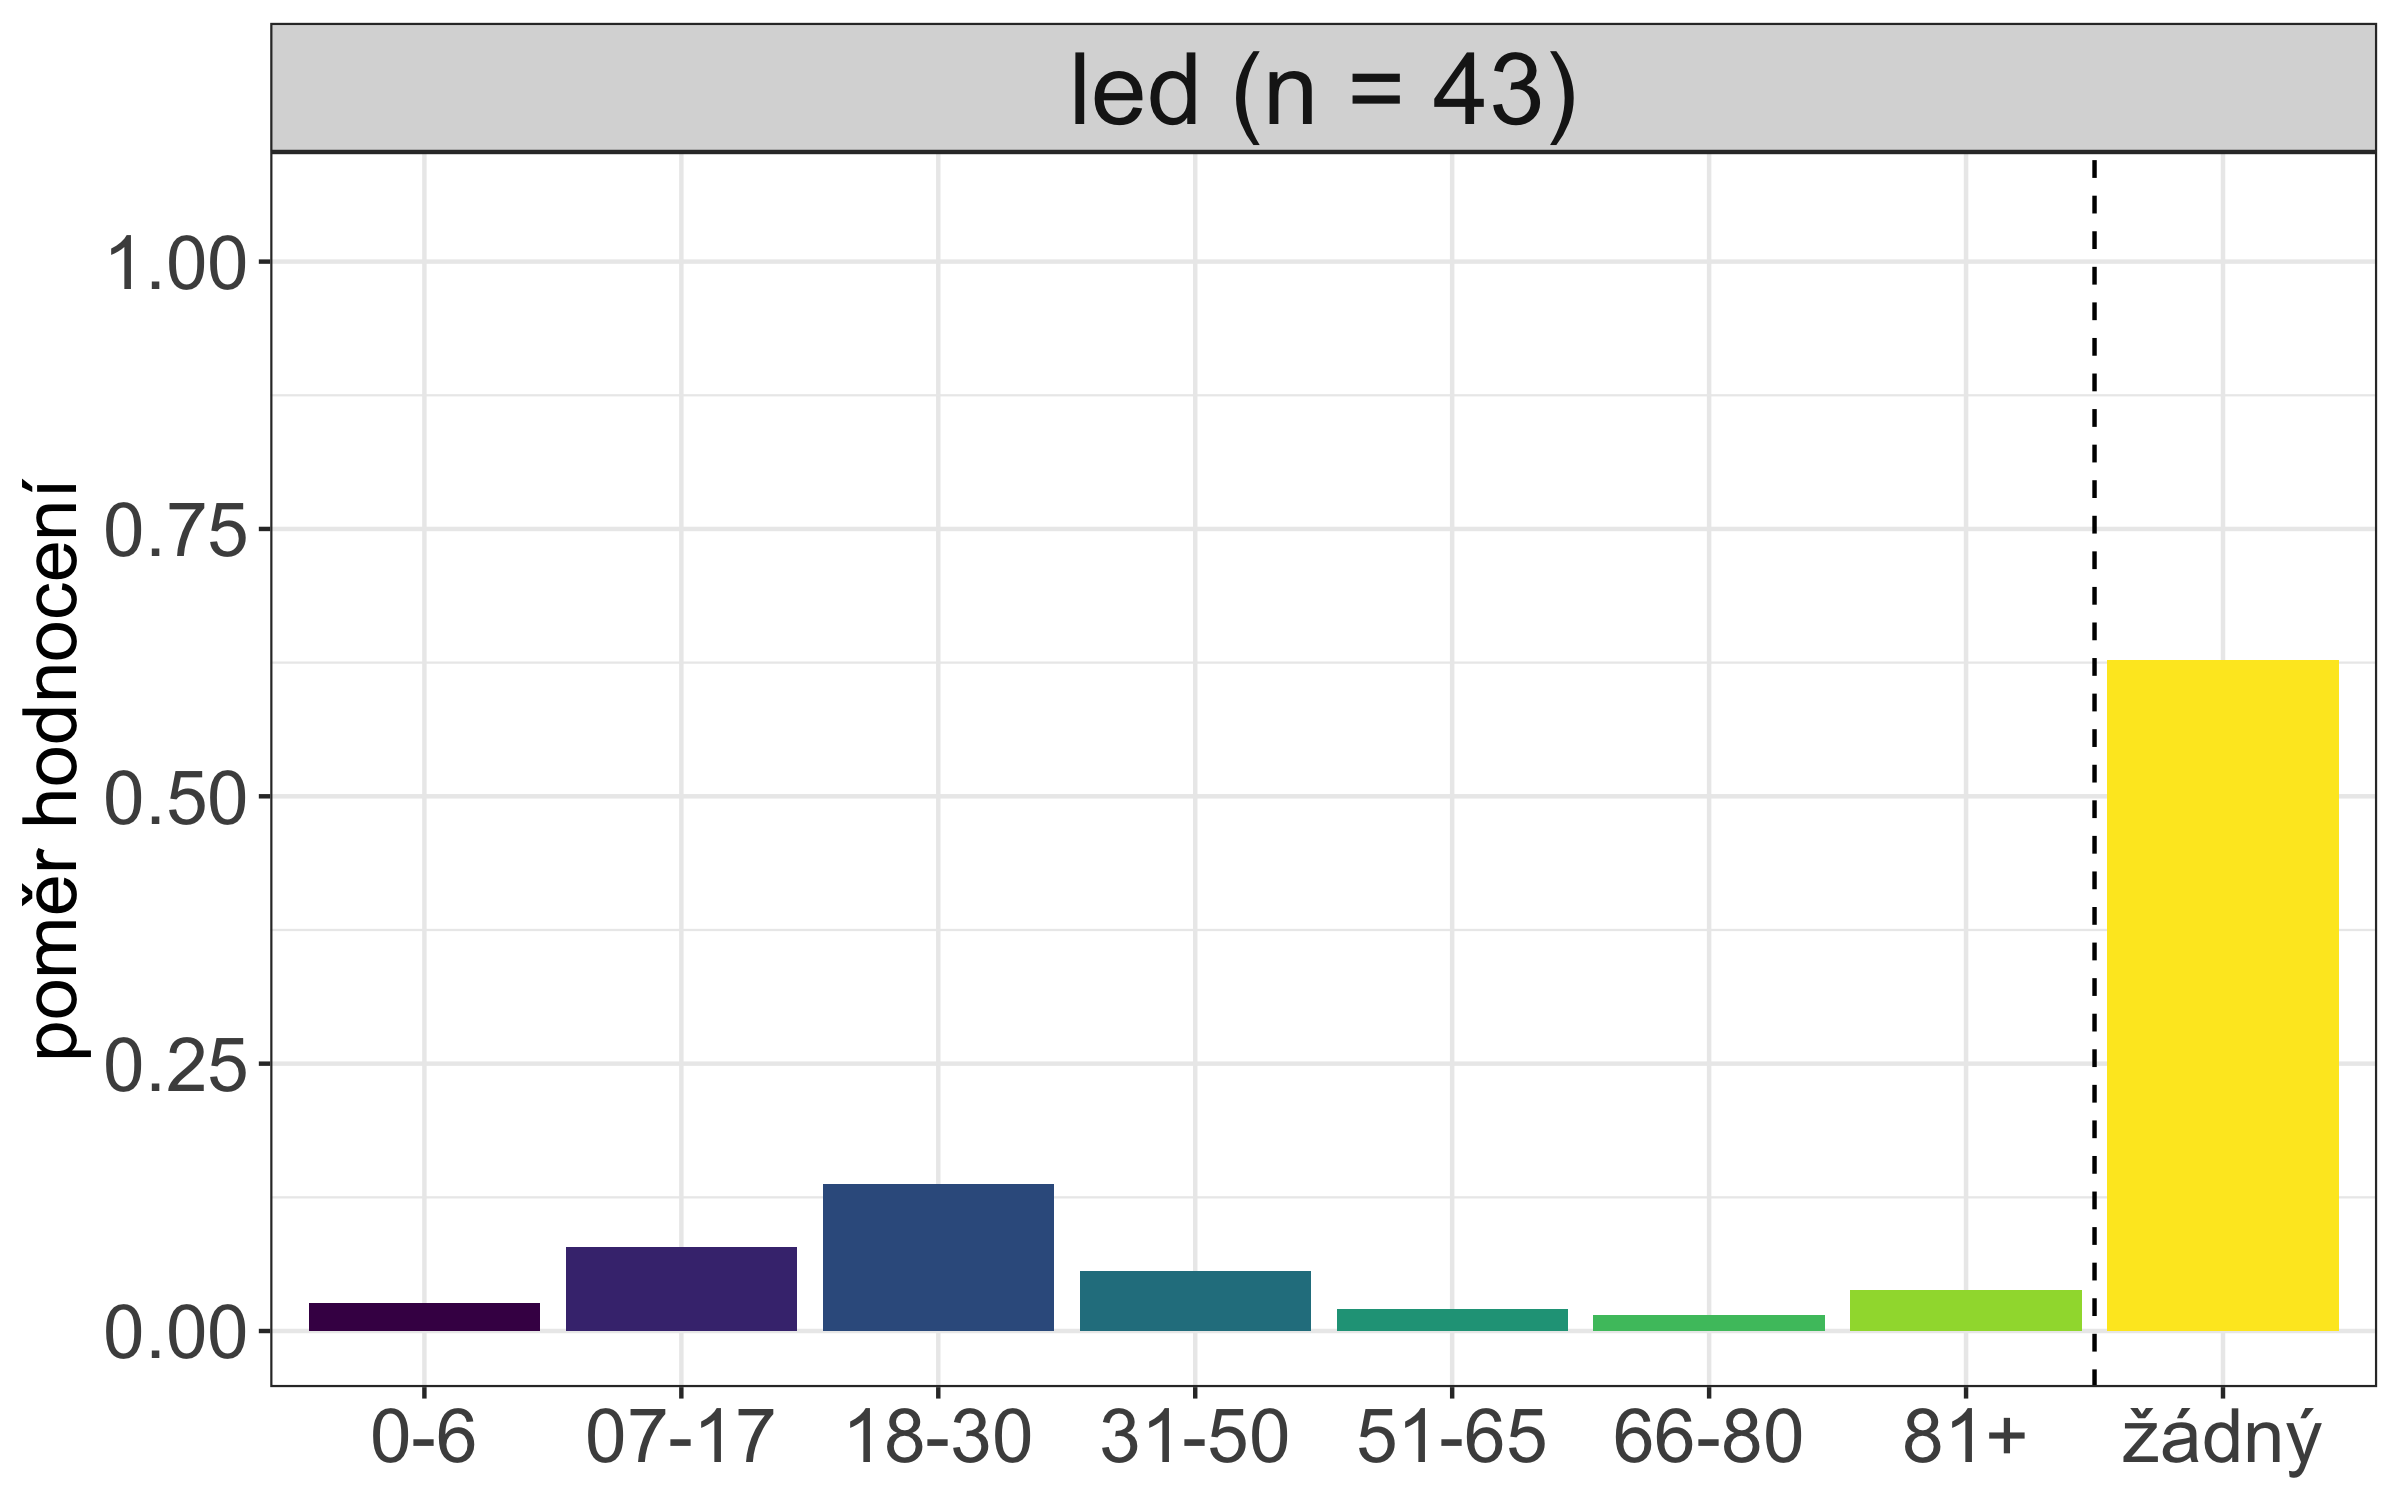 led (n = 43)
poměr hodnocení
1.00
0.75
0.50
0.25
0.00
0-6 07-17 18-30 31-50 51-65 66-80 81+ žádný